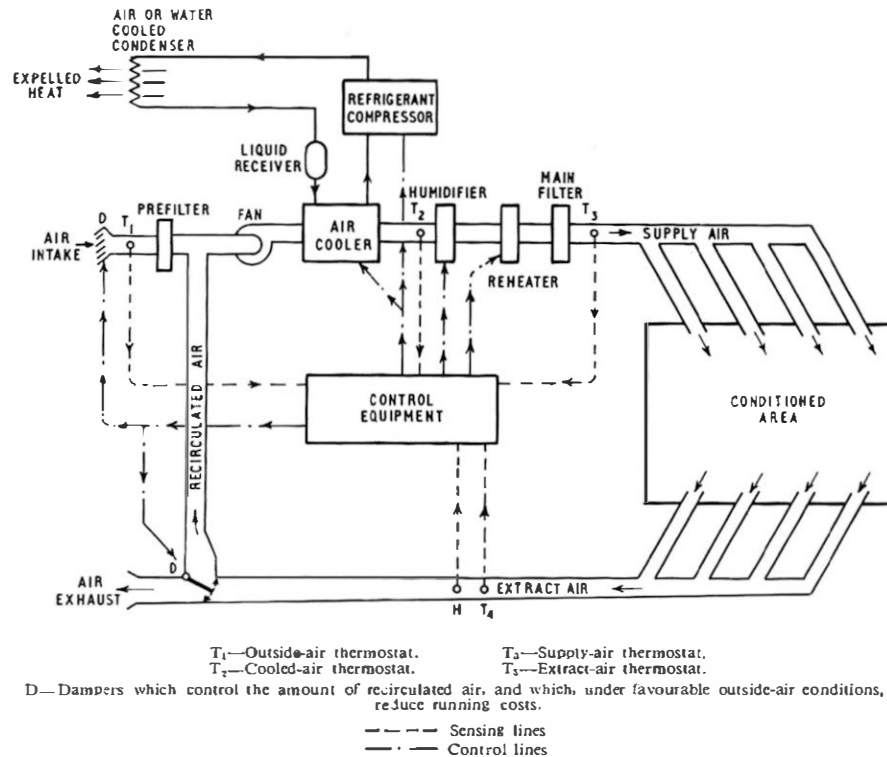 AIR OR WATER
COOLED
CONDENSER
EXPELLED
HEAT
REFRIGERANT
COMPRESSOR
LIQUID
RECEIVER
D
T₁
PREFILTER
FAN
AIR
COOLER
T₂
HUMIDIFIER
REHEATER
MAIN
FILTER
T₃
SUPPLY AIR
AIR
INTAKE
RECIRCULATED AIR
CONTROL
EQUIPMENT
CONDITIONED
AREA
D
AIR
EXHAUST
H
T₄
EXTRACT AIR
T₁—Outside-air thermostat.
T₂—Cooled-air thermostat.
T₃—Supply-air thermostat.
T₅—Extract-air thermostat.
D—Dampers which control the amount of recirculated air, and which, under favourable outside-air conditions,
reduce running costs.
Sensing lines
Control lines